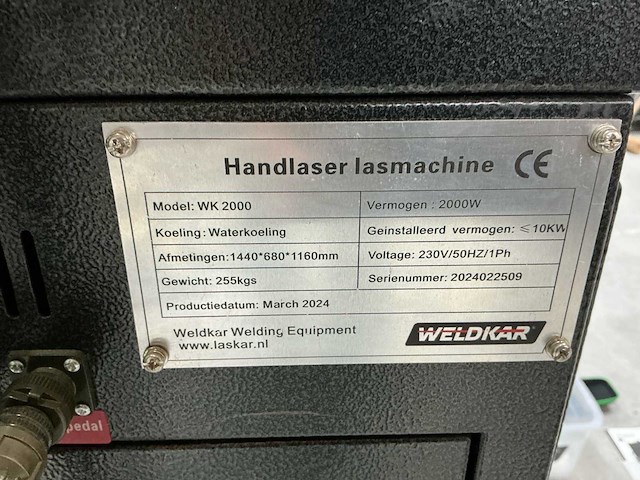 Handlaser lasmachine CE
Model: WK 2000
Vermogen : 2000W
Koeling: Waterkoeling
Geinstalleerd vermogen: ≤10KW
Afmetingen:1440*680*1160mm
Voltage: 230V/50HZ/1Ph
Gewicht: 255kgs
Serienummer: 2024022509
Productiedatum: March 2024
Weldkar Welding Equipment
www.laskar.nl
WELDKAR
pedal